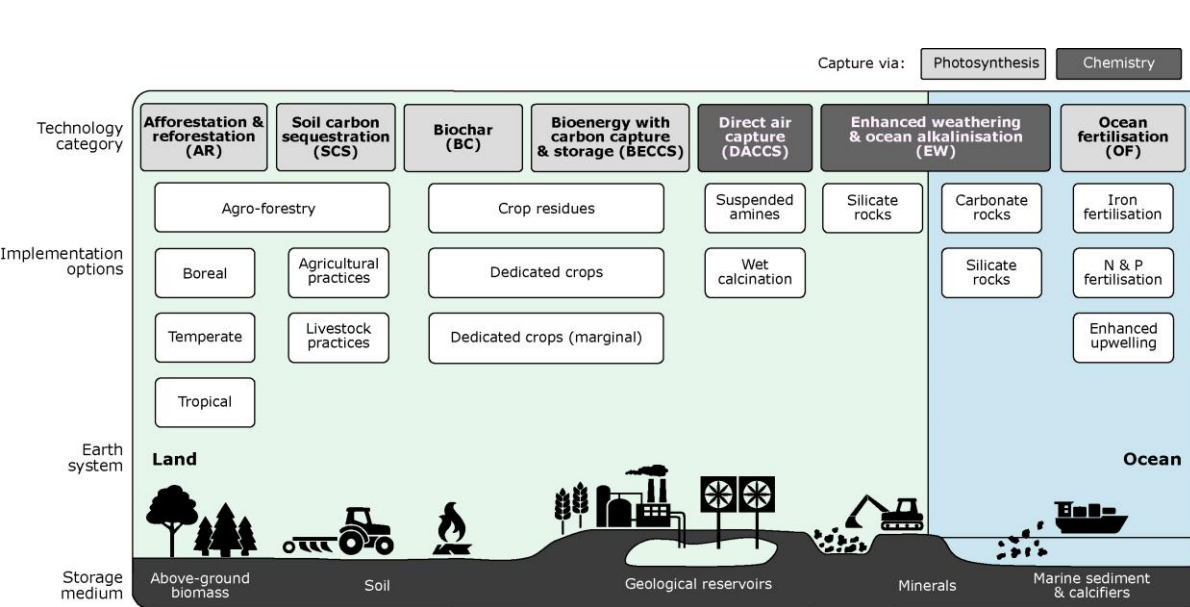 Capture via:
Photosynthesis
Chemistry
Technology
category
Afforestation &
reforestation
(AR)
Soil carbon
sequestration
(SCS)
Biochar
(BC)
Bioenergy with
carbon capture
& storage (BECCS)
Direct air
capture
(DACCS)
Enhanced weathering
& ocean alkalinisation
(EW)
Ocean
fertilisation
(OF)
Implementation
options
Agro-forestry
Crop residues
Suspended
amines
Silicate
rocks
Carbonate
rocks
Iron
fertilisation
Boreal
Agricultural
practices
Dedicated crops
Wet
calcination
Silicate
rocks
N & P
fertilisation
Temperate
Livestock
practices
Dedicated crops (marginal)
Enhanced
upwelling
Tropical
Earth
system
Land
Ocean
Storage
medium
Above-ground
biomass
Soil
Geological reservoirs
Minerals
Marine sediment
& calcifiers